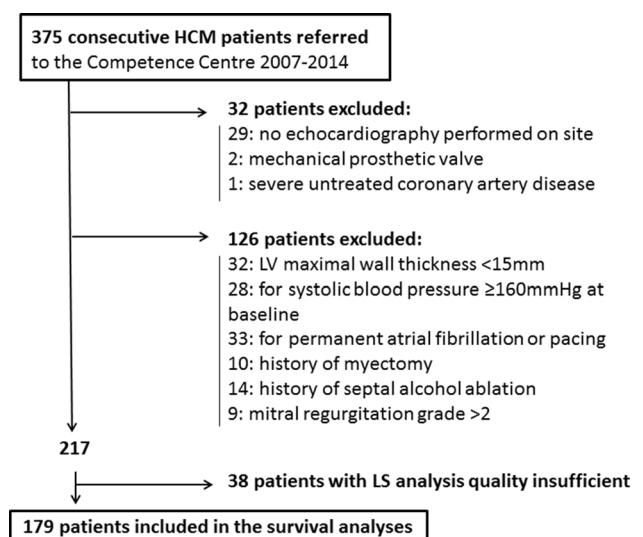 375 consecutive HCM patients referred
to the Competence Centre 2007-2014
32 patients excluded:
29: no echocardiography performed on site
2: mechanical prosthetic valve
1: severe untreated coronary artery disease
126 patients excluded:
32: LV maximal wall thickness <15mm
28: for systolic blood pressure ≥160mmHg at
baseline
33: for permanent atrial fibrillation or pacing
10: history of myectomy
14: history of septal alcohol ablation
9: mitral regurgitation grade >2
217
38 patients with LS analysis quality insufficient
179 patients included in the survival analyses